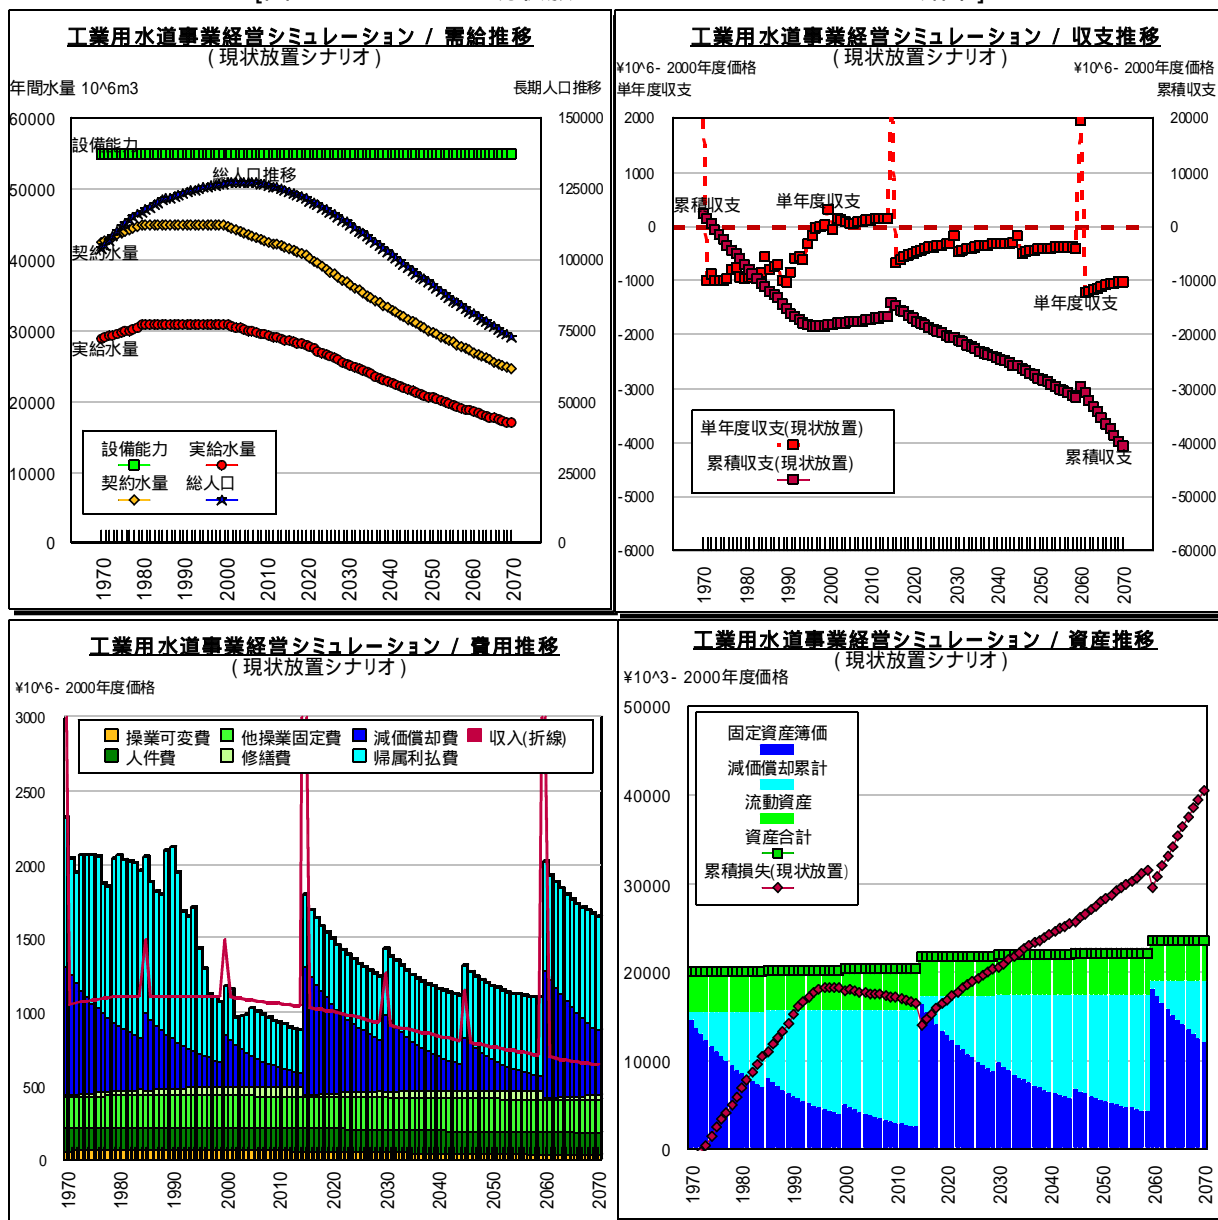 工業用水道事業経営シミュレーション / 需給推移
(現状放置シナリオ)
年間水量 10^6m3
長期人口推移
60000
50000
40000
30000
20000
10000
0
150000
125000
100000
75000
50000
25000
0
設備能力
総人口推移
契約水量
実給水量
設備能力 実給水量
契約水量 総人口
1970 1980 1990 2000 2010 2020 2030 2040 2050 2060 2070
工業用水道事業経営シミュレーション / 収支推移
(現状放置シナリオ)
¥10^6- 2000年度価格
単年度収支
¥10^6- 2000年度価格
累積収支
2000
1000
0
-1000
-2000
-3000
-4000
-5000
-6000
20000
10000
0
-10000
-20000
-30000
-40000
-50000
-60000
累積収支
単年度収支
単年度収支
累積収支
単年度収支(現状放置)
累積収支(現状放置)
1970 1980 1990 2000 2010 2020 2030 2040 2050 2060 2070
工業用水道事業経営シミュレーション / 費用推移
(現状放置シナリオ)
¥10^6- 2000年度価格
3000
2500
2000
1500
1000
500
0
操業可変費 他操業固定費 減価償却費 収入(折線)
人件費 修繕費 帰属利払費
1970 1980 1990 2000 2010 2020 2030 2040 2050 2060 2070
工業用水道事業経営シミュレーション / 資産推移
(現状放置シナリオ)
¥10^3- 2000年度価格
50000
40000
30000
20000
10000
0
固定資産簿価
減価償却累計
流動資産
資産合計
累積損失(現状放置)
1970 1980 1990 2000 2010 2020 2030 2040 2050 2060 2070